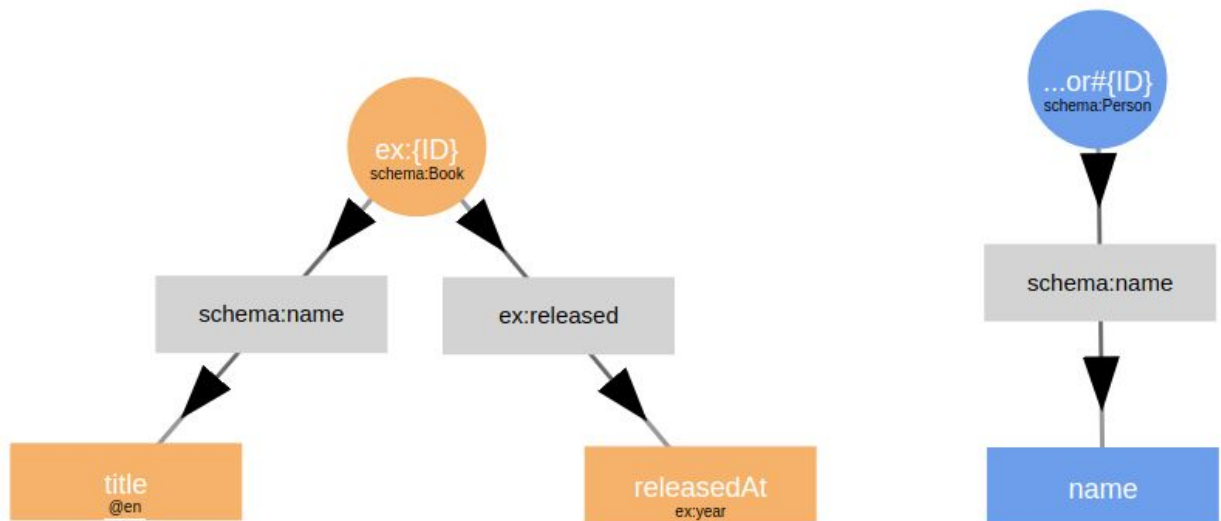 ...or#{ID}
schema:Person
ex:{ID}
schema:Book
schema:name
schema:name
ex:released
title
@en
releasedAt
ex:year
name